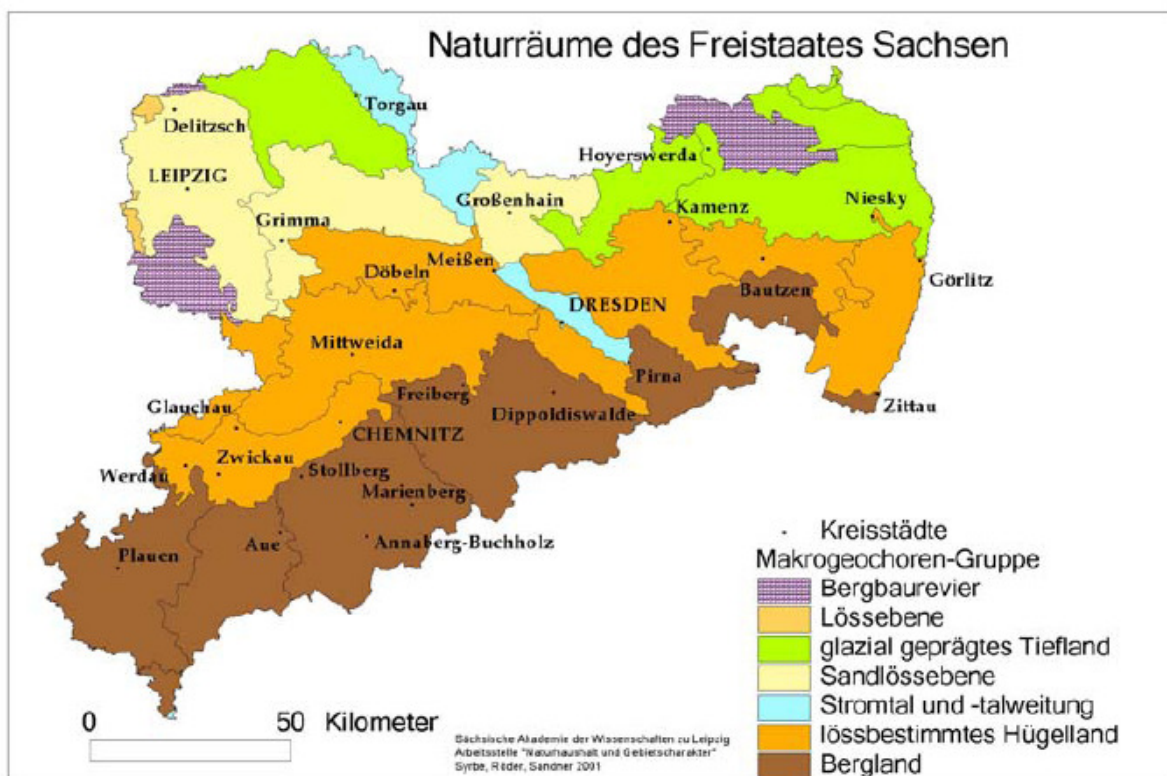 Naturräume des Freistaates Sachsen
Torgau
Delitzsch
Hoyerswerda
LEIPZIG
Großenhain
Niesky
Kamenz
Grimma
Meißen
Görlitz
Döbeln
Bautzen
DRESDEN
Mittweida
Pirna
Freiberg
Zittau
Glauchau
Dippoldiswalde
CHEMNITZ
Zwickau
Werdau
Stollberg
Marienberg
Aue
Annaberg-Buchholz
Plauen
Kreisstädte
Makrogeochoren-Gruppe
Bergbaurevier
Lössebene
glazial geprägtes Tiefland
Sandlössebene
Stromtal und -talweitung
lössbestimmtes Hügelland
Bergland
0 50 Kilometer
Sächsische Akademie der Wissenschaften zu Leipzig
Arbeitsstelle "Naturhaushalt und Gebietscharakter"
Syrbe, Röder, Sandner 2001